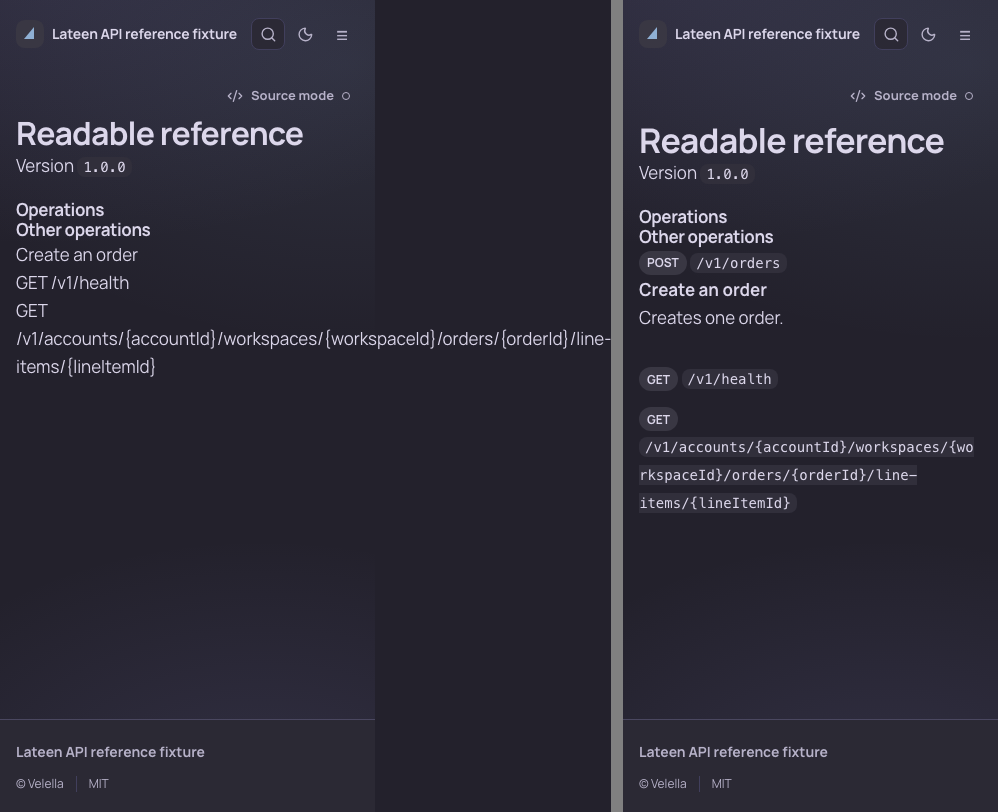 Lateen API reference fixture
Source mode
Readable reference
Version 1.0.0
Operations
Other operations
Create an order
GET /v1/health
GET
/v1/accounts/{accountId}/workspaces/{workspaceId}/orders/{orderId}/line-
items/{lineItemId}
Lateen API reference fixture
© Velella
MIT
Lateen API reference fixture
Source mode
Readable reference
Version 1.0.0
Operations
Other operations
POST /v1/orders
Create an order
Creates one order.
GET /v1/health
GET
/v1/accounts/{accountId}/workspaces/{wo
rkspaceId}/orders/{orderId}/line-
items/{lineItemId}
Lateen API reference fixture
© Velella
MIT